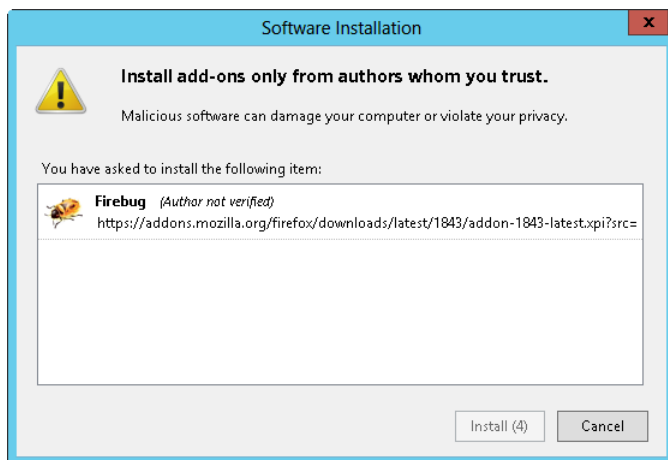 Software Installation
x
Install add-ons only from authors whom you trust.
Malicious software can damage your computer or violate your privacy.
You have asked to install the following item:
Firebug (Author not verified)
https://addons.mozilla.org/firefox/downloads/latest/1843/addon-1843-latest.xpi?src=
Install (4) Cancel